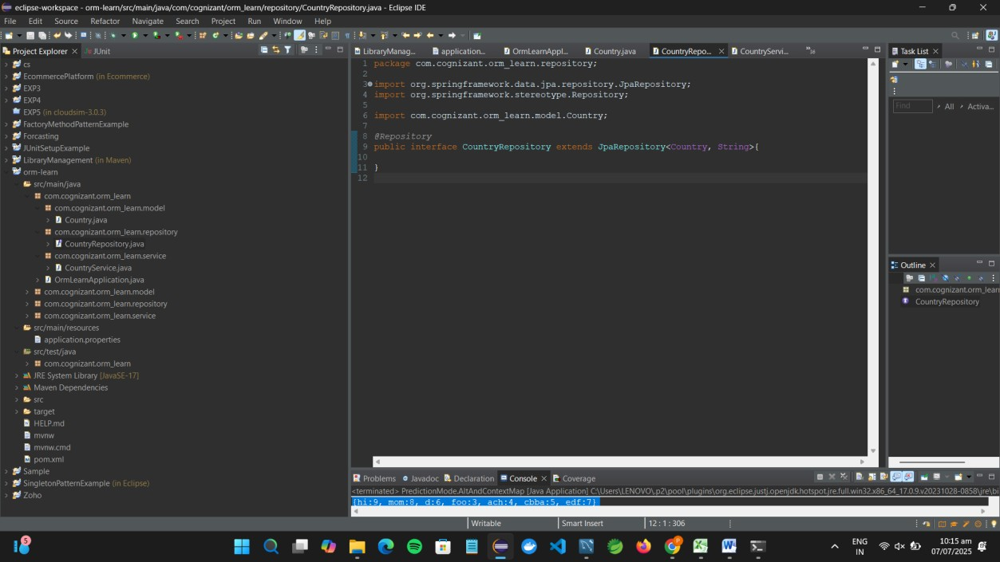 eclipse-workspace - orm-learn/src/main/java/com/cognizant/orm_learn/repository/CountryRepository.java - Eclipse IDE
File Edit Source Refactor Navigate Search Project Run Window Help
Project Explorer JUnit
cs
EcommercePlatform (in Ecommerce)
EXP3
EXP4
EXP5 (in cloudsim-3.0.3)
FactoryMethodPatternExample
Forcasting
JUnitSetupExample
LibraryManagement (in Maven)
orm-learn
src/main/java
com.cognizant.orm_learn
com.cognizant.orm_learn.model
Country.java
com.cognizant.orm_learn.repository
CountryRepository.java
com.cognizant.orm_learn.service
CountryService.java
OrmLearnApplication.java
com.cognizant.orm_learn.model
com.cognizant.orm_learn.repository
com.cognizant.orm_learn.service
src/main/resources
application.properties
src/test/java
com.cognizant.orm_learn
JRE System Library [JavaSE-17]
Maven Dependencies
src
target
HELP.md
mvnw
mvnw.cmd
pom.xml
Sample
SingletonPatternExample (in Eclipse)
Zoho
LibraryManag... application.... OrmLearnAppl... Country.java CountryRepo... CountryServi...
1 package com.cognizant.orm_learn.repository;
2
3 import org.springframework.data.jpa.repository.JpaRepository;
4 import org.springframework.stereotype.Repository;
5
6 import com.cognizant.orm_learn.model.Country;
7
8 @Repository
9 public interface CountryRepository extends JpaRepository<Country, String>{
10
11 }
12
Task List
Find All Activa...
Outline
com.cognizant.orm_learn
CountryRepository
Problems Javadoc Declaration Console Coverage
<terminated> PredictionMode.AltAndContextMap [Java Application] C:\Users\LENOVO\.p2\pool\plugins\org.eclipse.justj.openjdk.hotspot.jre.full.win32.x86_64_17.0.9.v20231028-0858\jre\bi
{hi:9, mom:8, d:6, foo:3, ach:4, cbba:5, edf:7}
Writable Smart Insert 12 : 1 : 306
5
ENG
IN
10:15 am
07/07/2025